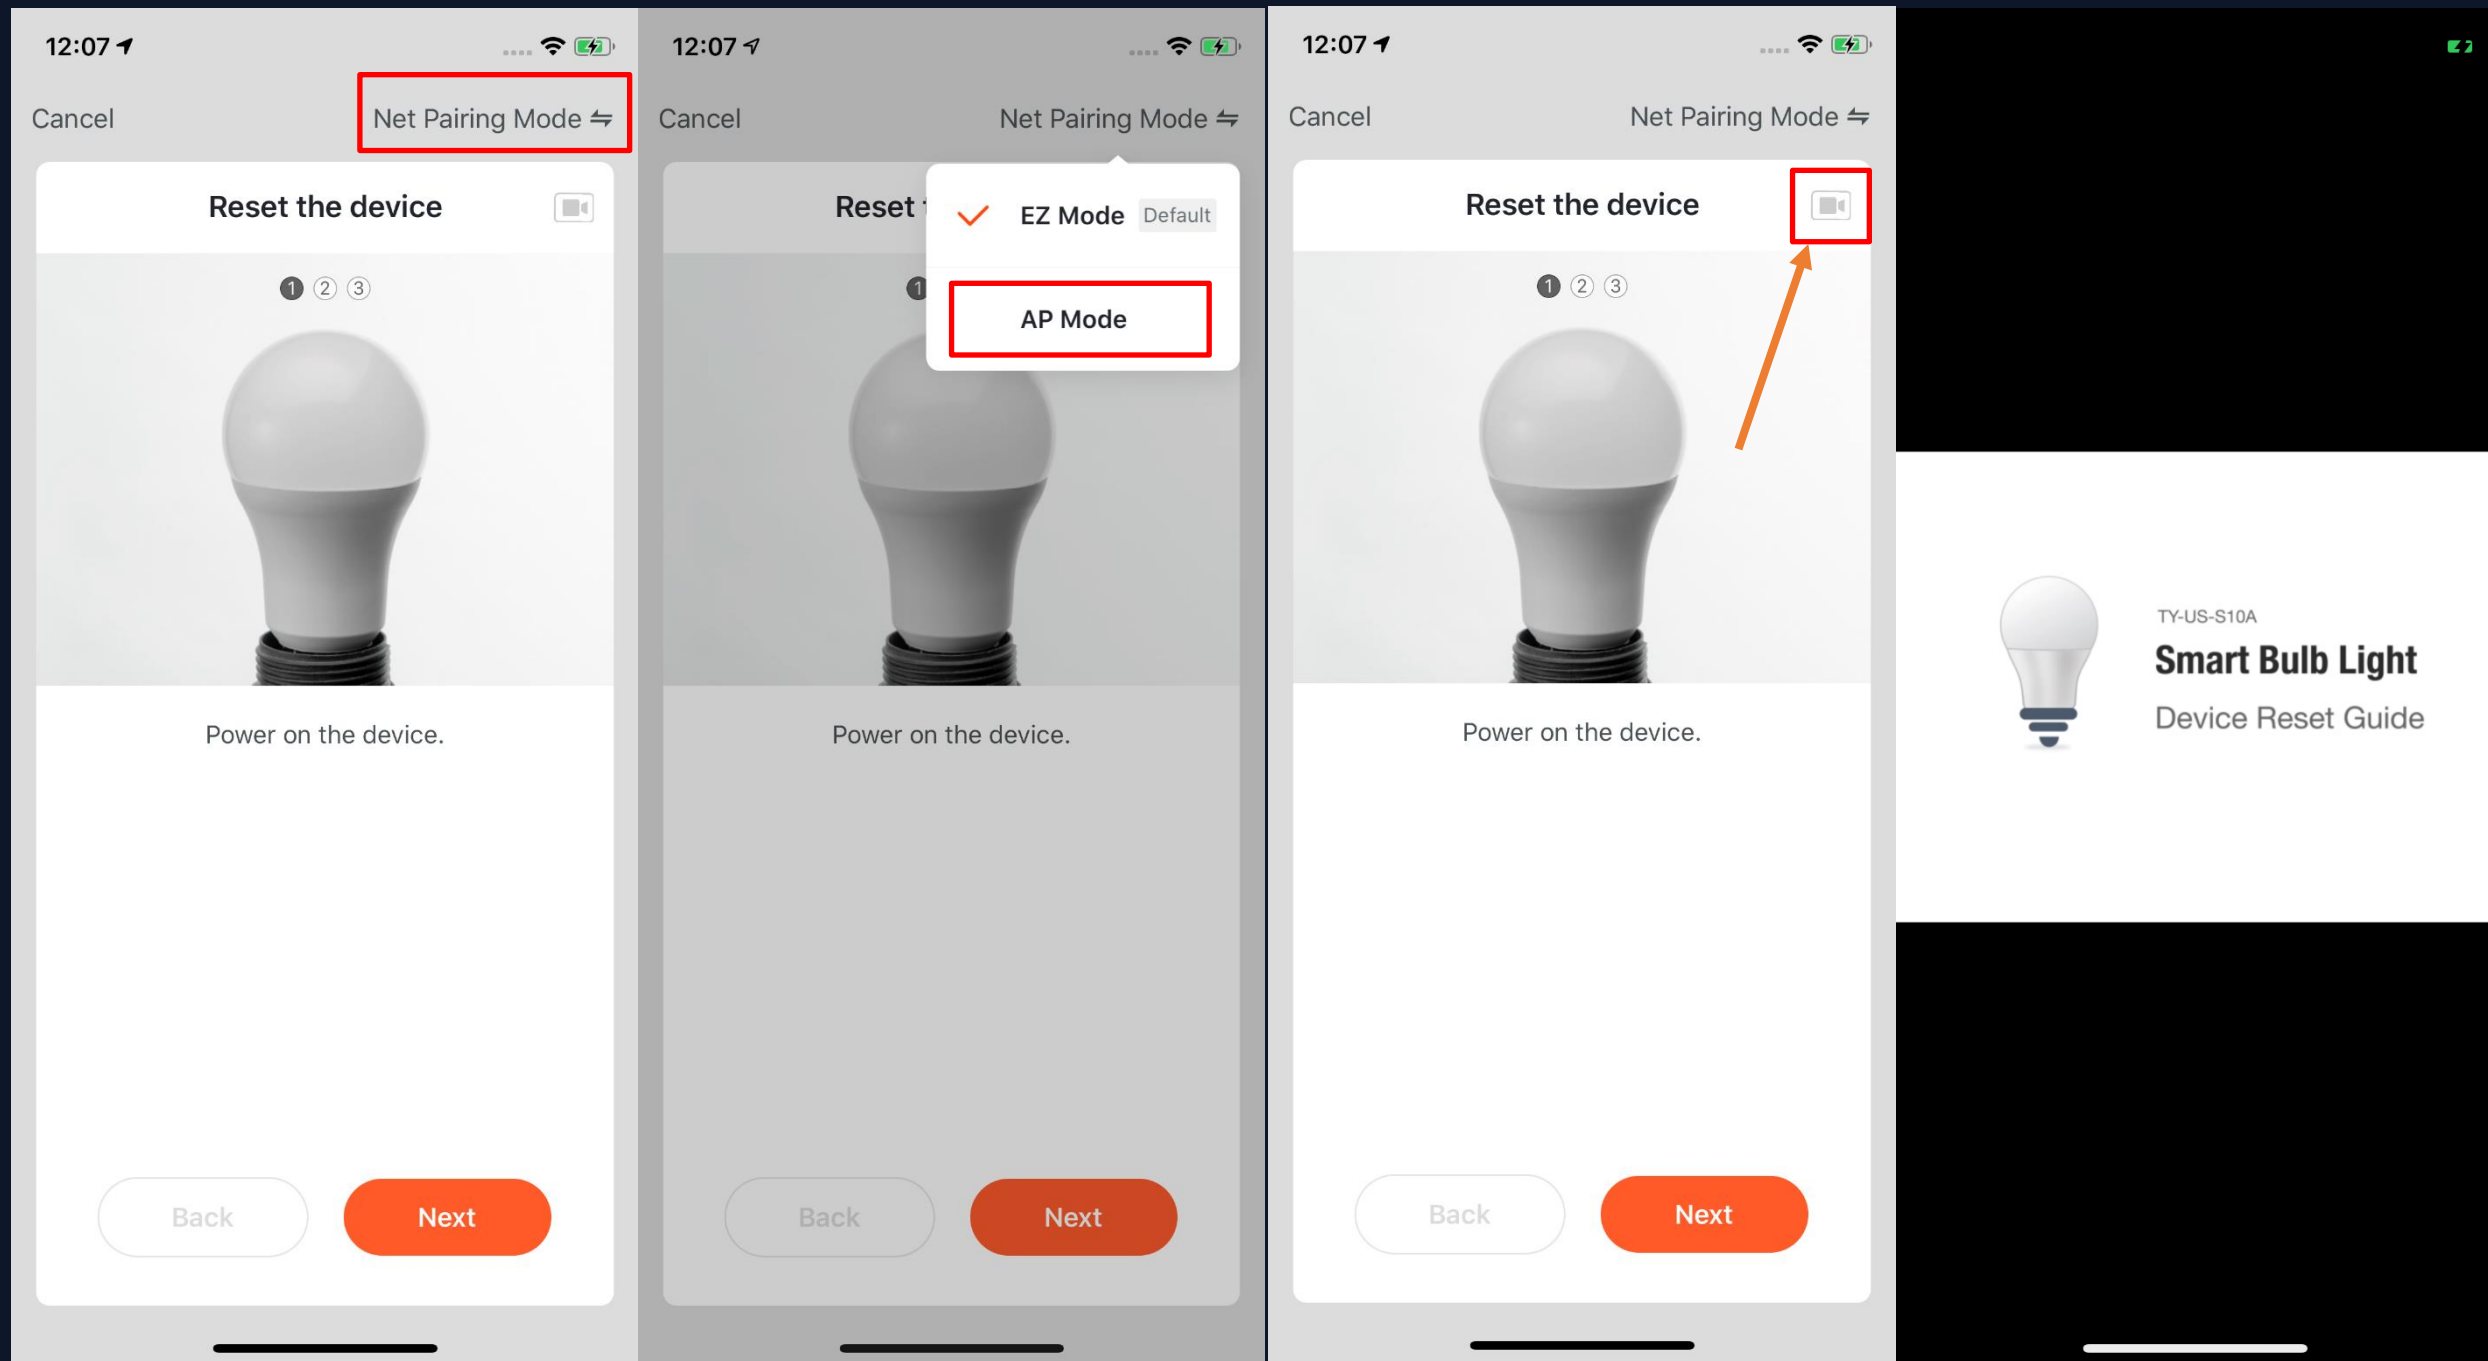 12:07
Cancel
Net Pairing Mode
Reset the device
1 2 3
Power on the device.
Back
Next
12:07
Cancel
Net Pairing Mode
Reset
EZ Mode Default
1
AP Mode
Power on the device.
Back
Next
12:07
Cancel
Net Pairing Mode
Reset the device
1 2 3
Power on the device.
Back
Next
TY-US-S10A
Smart Bulb Light
Device Reset Guide